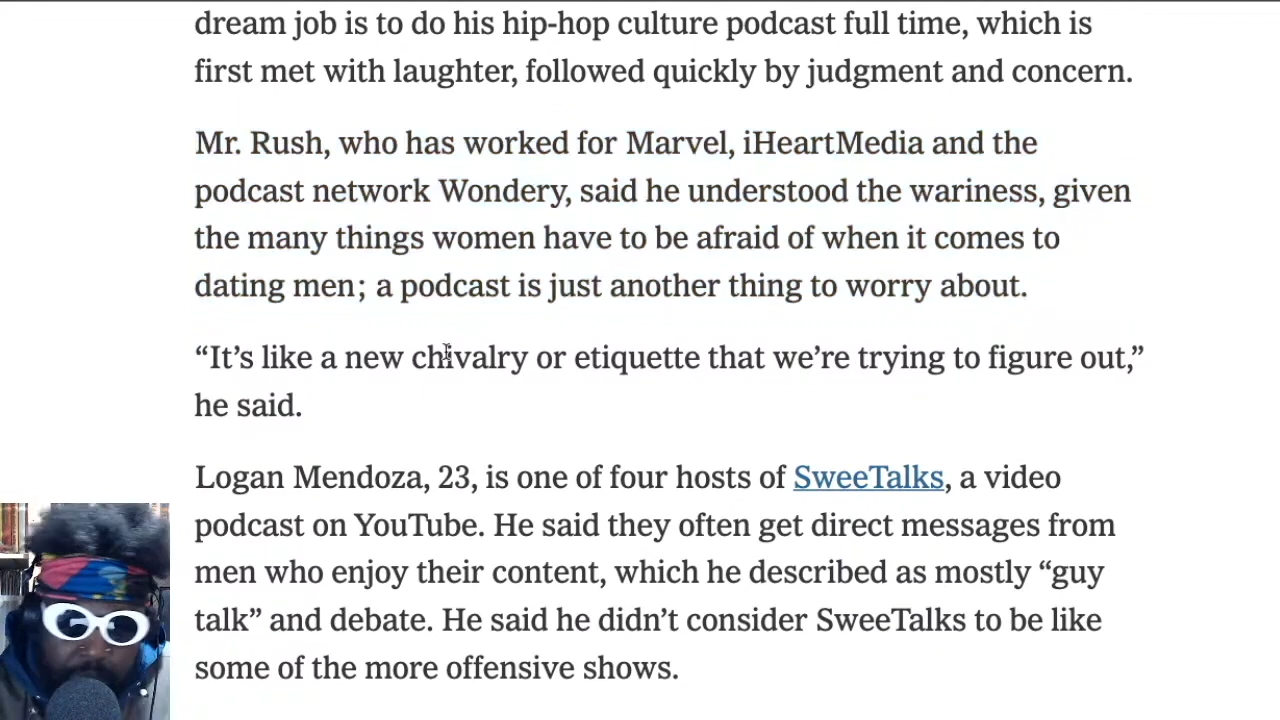 dream job is to do his hip-hop culture podcast full time, which is
first met with laughter, followed quickly by judgment and concern.
Mr. Rush, who has worked for Marvel, iHeartMedia and the
podcast network Wondery, said he understood the wariness, given
the many things women have to be afraid of when it comes to
dating men; a podcast is just another thing to worry about.
“It’s like a new chivalry or etiquette that we’re trying to figure out,”
he said.
Logan Mendoza, 23, is one of four hosts of SweeTalks, a video
podcast on YouTube. He said they often get direct messages from
men who enjoy their content, which he described as mostly “guy
talk” and debate. He said he didn’t consider SweeTalks to be like
some of the more offensive shows.